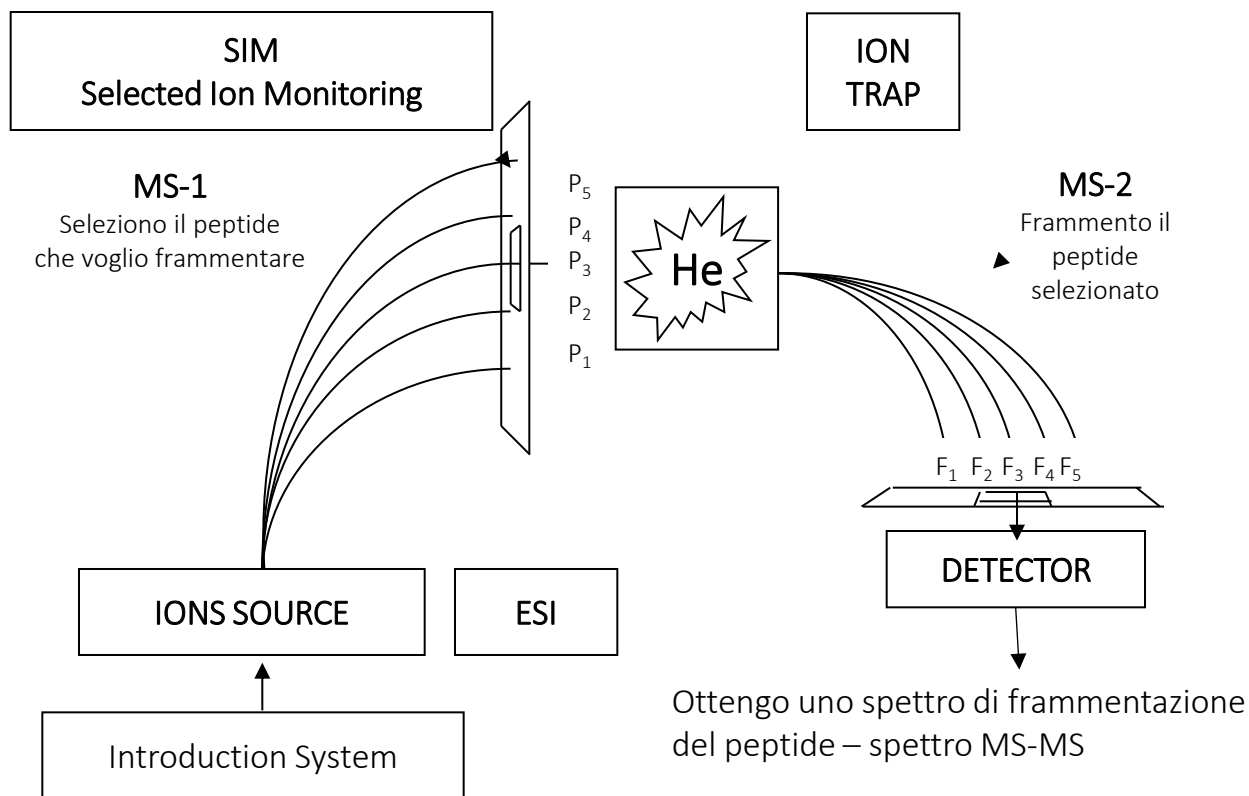 SIM
Selected Ion Monitoring
ION
TRAP
MS-1
Seleziono il peptide
che voglio frammentare
P5
P4
P3
P2
P1
He
MS-2
Frammento il
peptide
selezionato
F1 F2 F3 F4 F5
DETECTOR
IONS SOURCE
ESI
Introduction System
Ottengo uno spettro di frammentazione
del peptide – spettro MS-MS